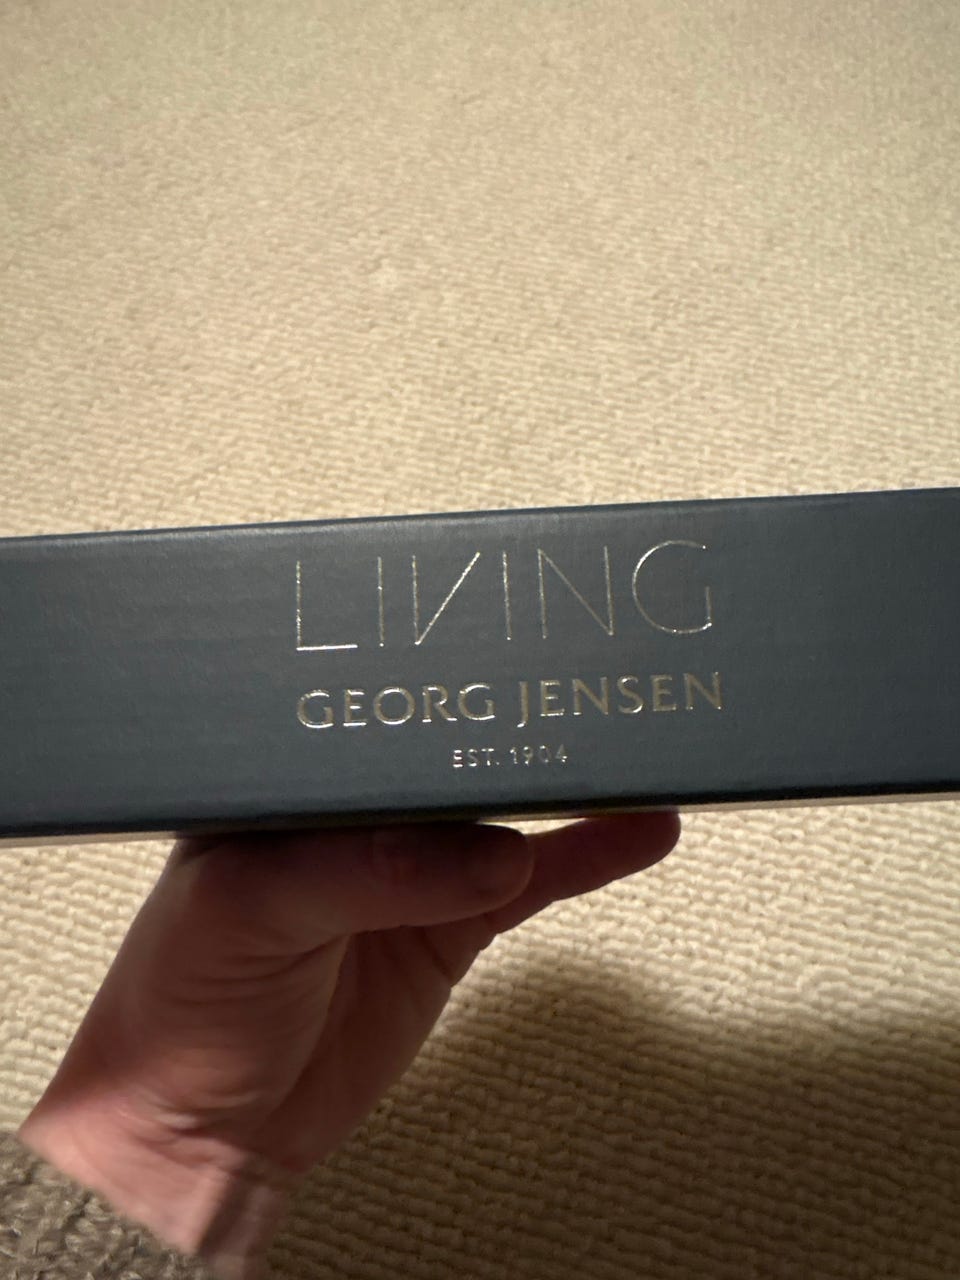 LIVING
GEORG JENSEN
EST. 1904